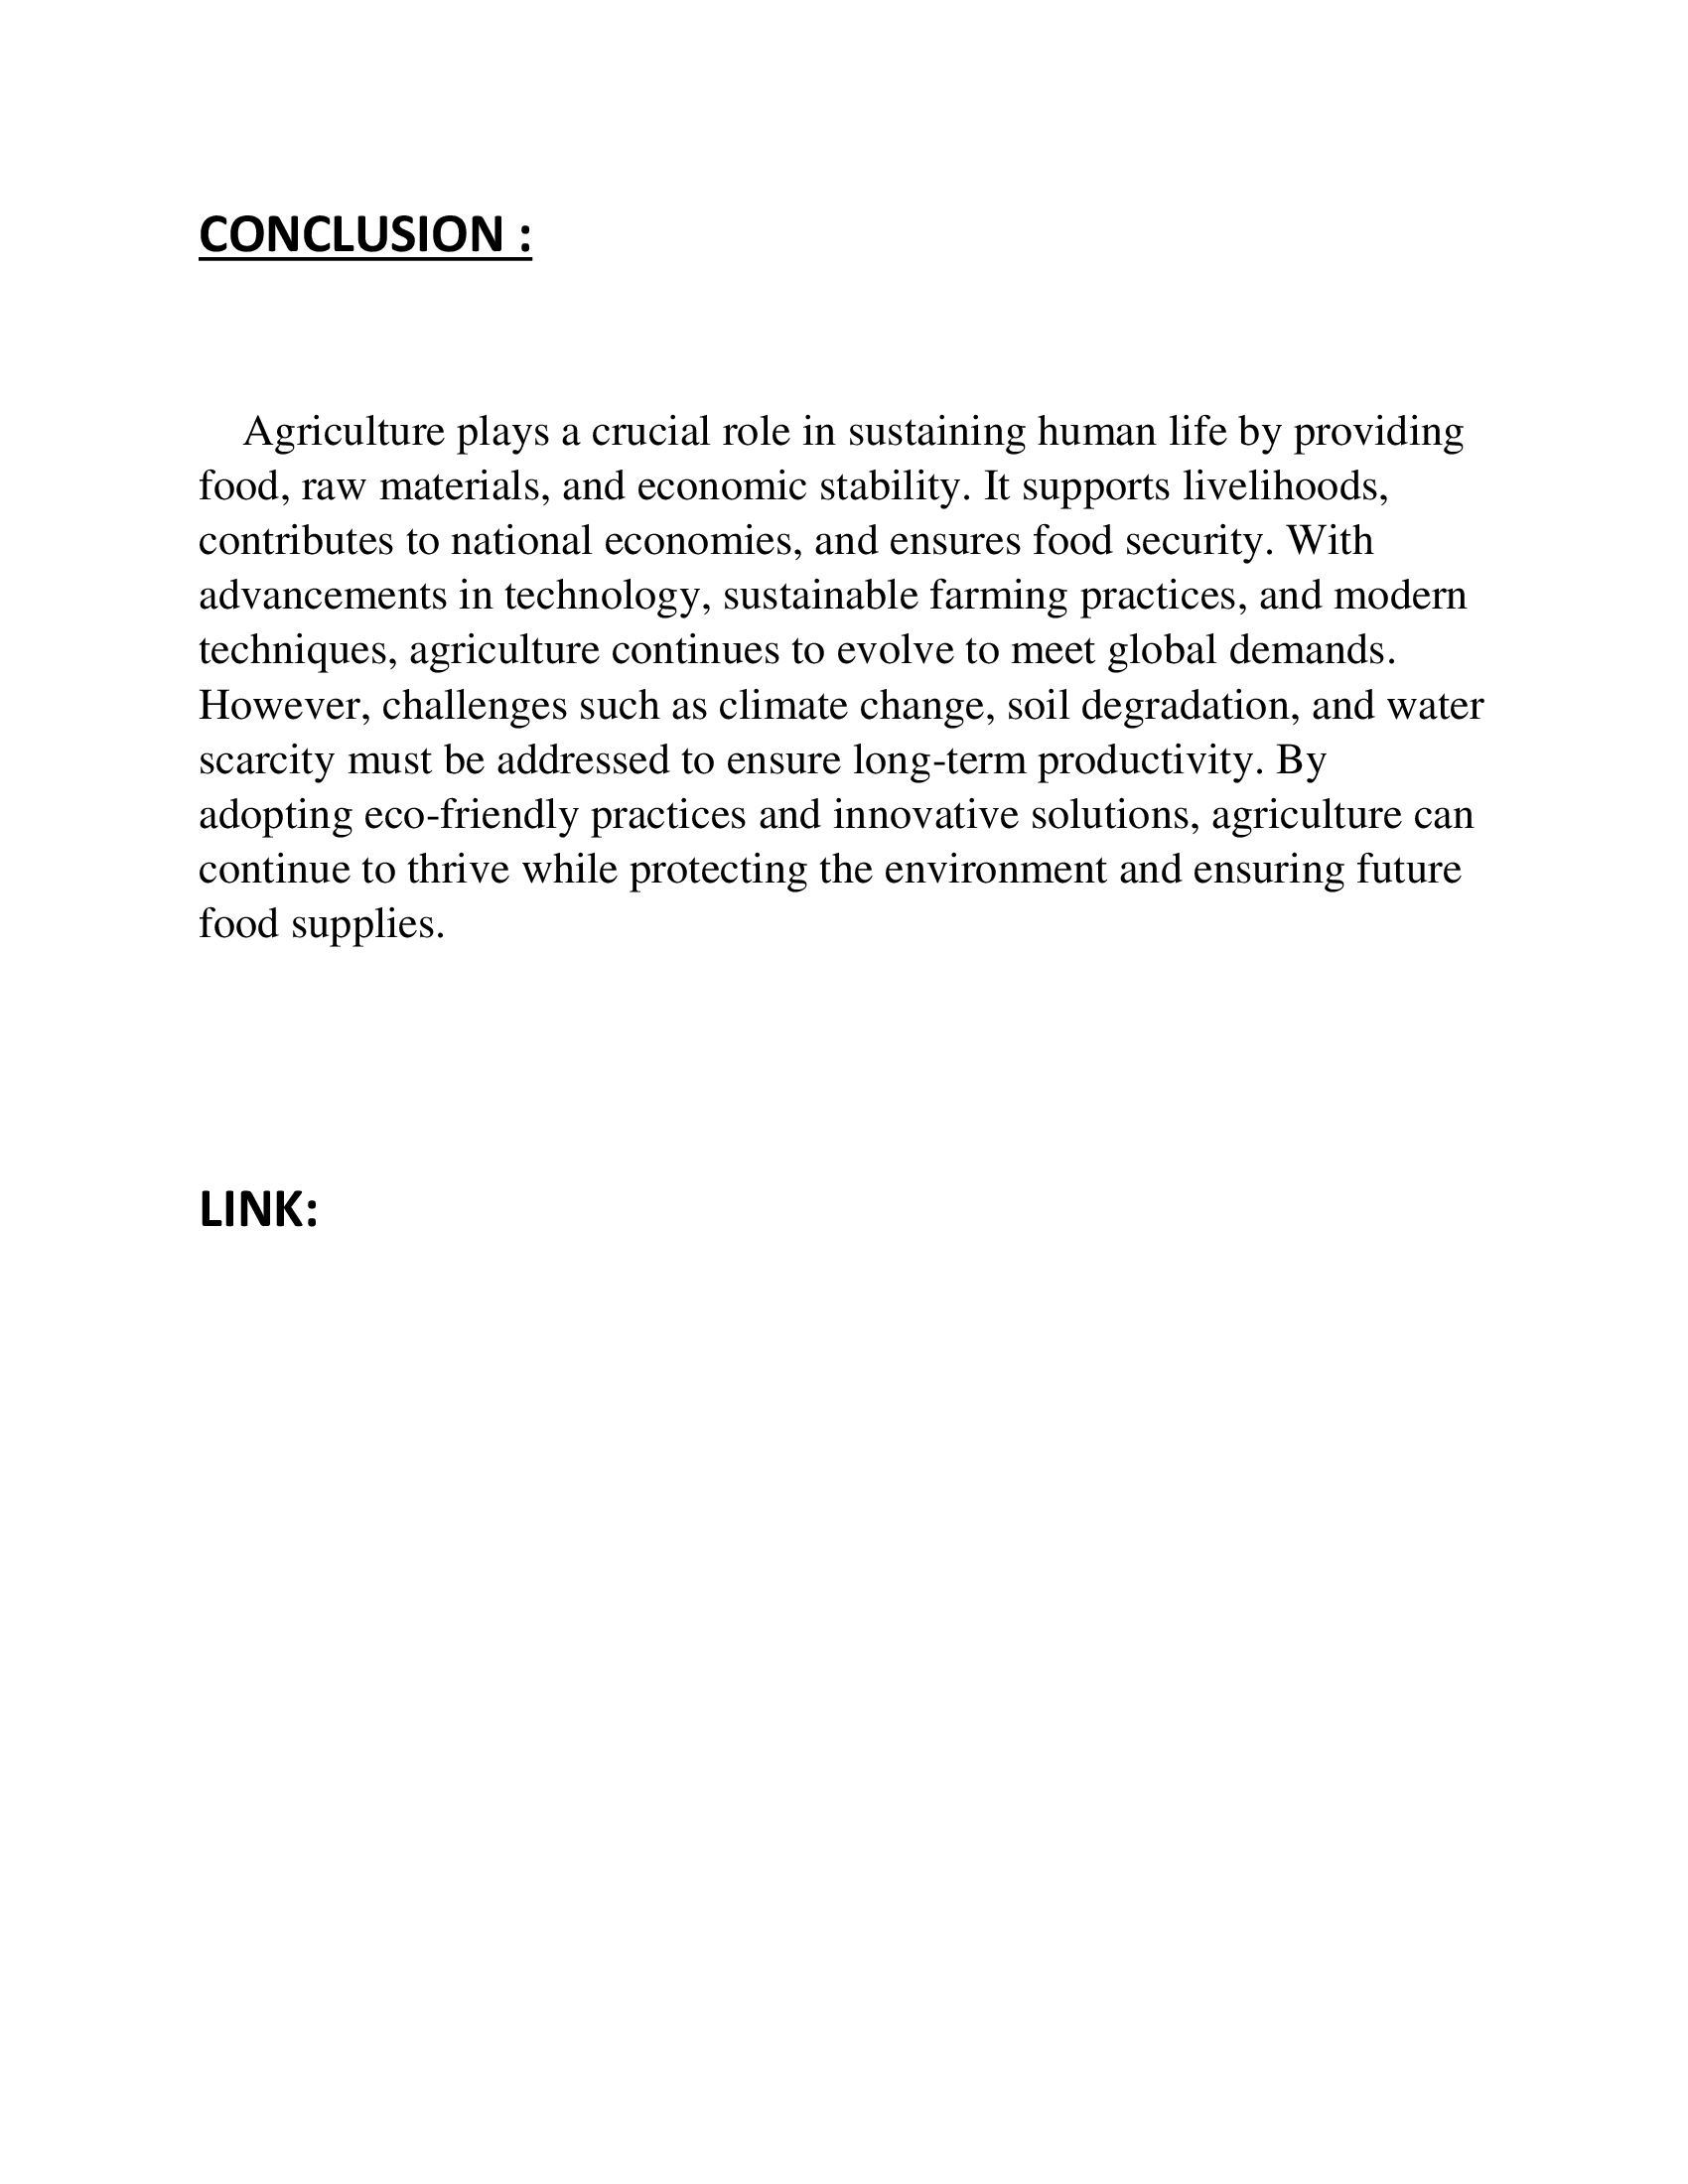 CONCLUSION :
Agriculture plays a crucial role in sustaining human life by providing
food, raw materials, and economic stability. It supports livelihoods,
contributes to national economies, and ensures food security. With
advancements in technology, sustainable farming practices, and modern
techniques, agriculture continues to evolve to meet global demands.
However, challenges such as climate change, soil degradation, and water
scarcity must be addressed to ensure long-term productivity. By
adopting eco-friendly practices and innovative solutions, agriculture can
continue to thrive while protecting the environment and ensuring future
food supplies.
LINK: